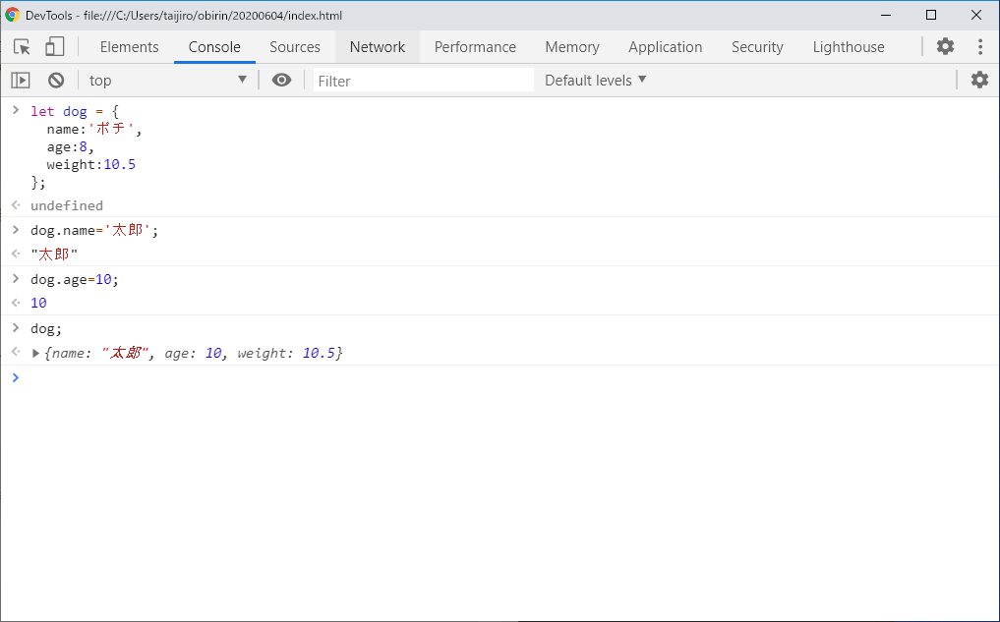 DevTools - file:///C:/Users/taijiro/obirin/20200604/index.html
Elements Console Sources Network Performance Memory Application Security Lighthouse
top Filter Default levels
let dog = {
name:'ポチ',
age:8,
weight:10.5
};
undefined
dog.name='太郎';
"太郎"
dog.age=10;
10
dog;
{name: "太郎", age: 10, weight: 10.5}